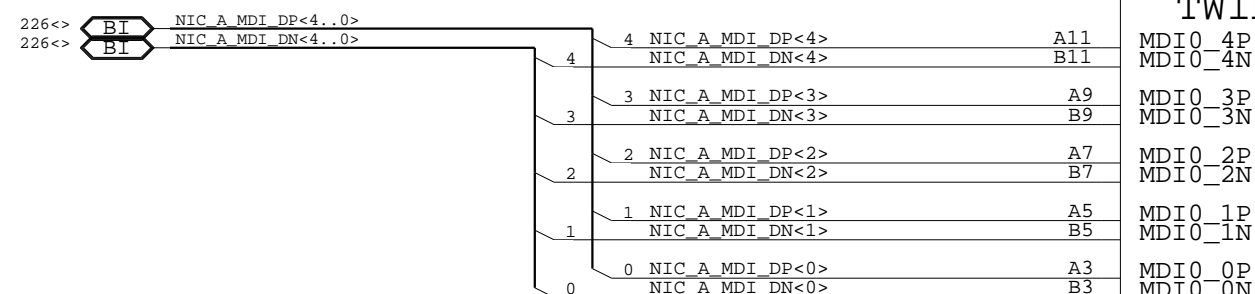 226<> BI NIC_A_MDI_DP<4..0>
226<> BI NIC_A_MDI_DN<4..0>
4 NIC_A_MDI_DP<4> A11 MDI0_4P
4 NIC_A_MDI_DN<4> B11 MDI0_4N
3 NIC_A_MDI_DP<3> A9 MDI0_3P
3 NIC_A_MDI_DN<3> B9 MDI0_3N
2 NIC_A_MDI_DP<2> A7 MDI0_2P
2 NIC_A_MDI_DN<2> B7 MDI0_2N
1 NIC_A_MDI_DP<1> A5 MDI0_1P
1 NIC_A_MDI_DN<1> B5 MDI0_1N
0 NIC_A_MDI_DP<0> A3 MDI0_0P
0 NIC_A_MDI_DN<0> B3 MDI0_0N